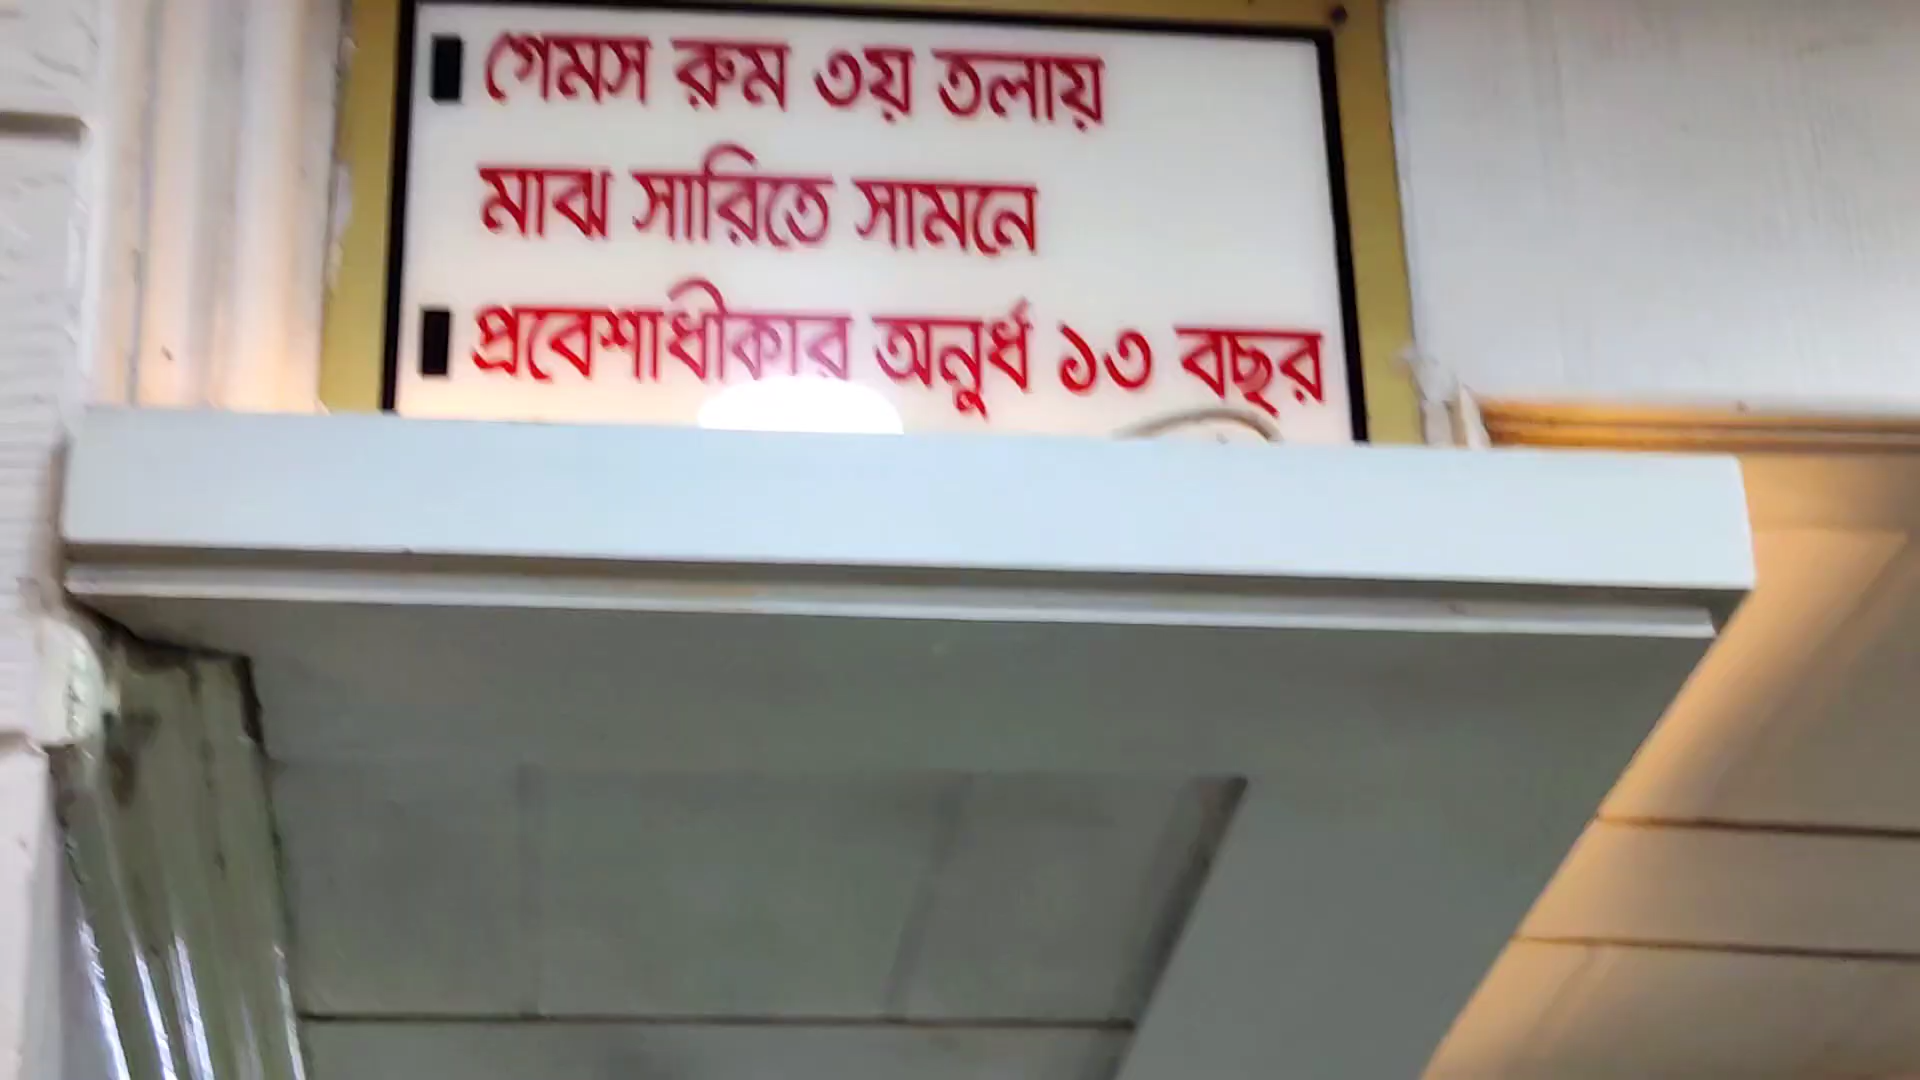 গেমস রুম ৩য় তলায়
মাঝ সারিতে সামনে
প্রবেশাধীকার অনুর্ধ ১৩ বছর